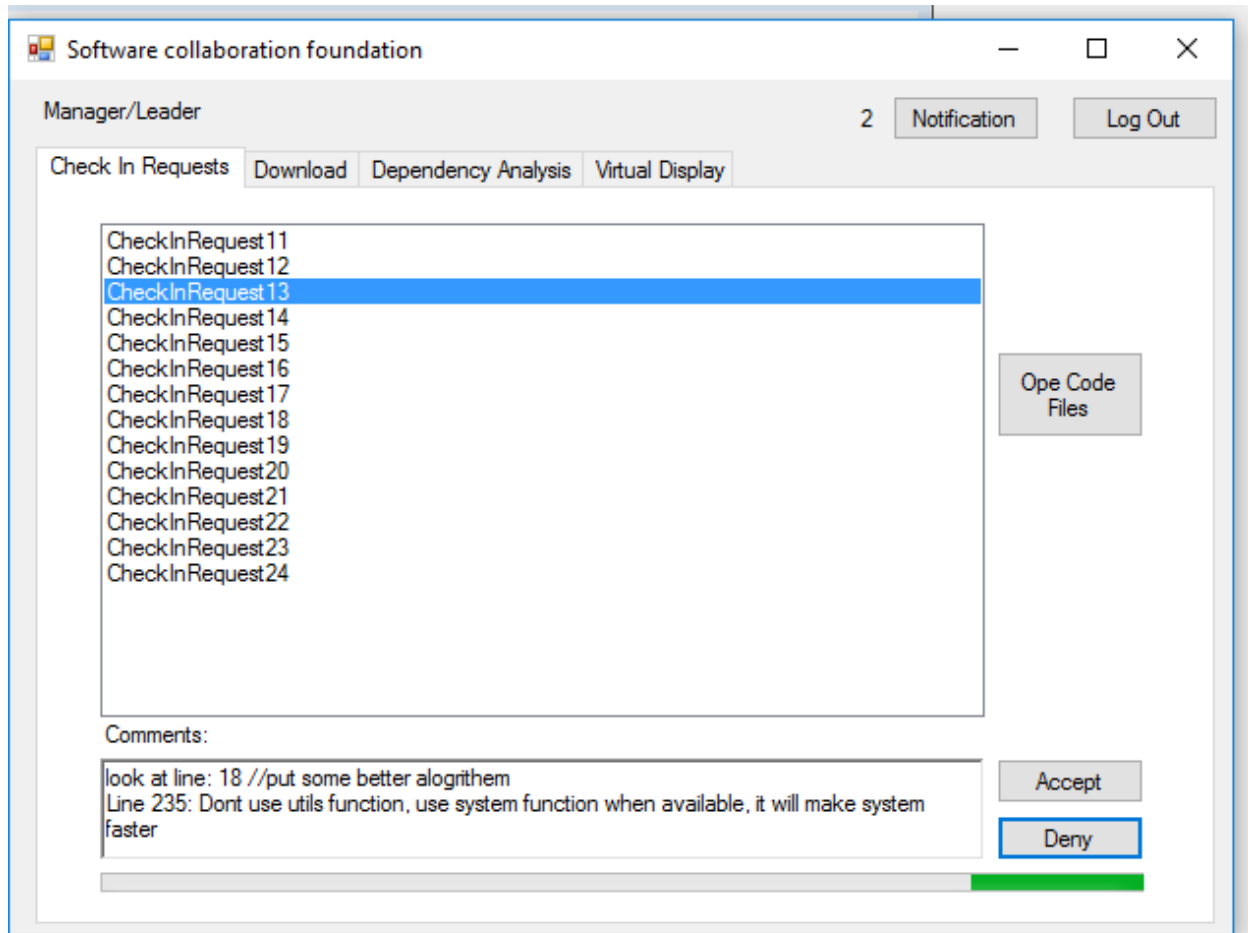 Software collaboration foundation
Manager/Leader
2 Notification Log Out
Check In Requests Download Dependency Analysis Virtual Display
CheckInRequest11
CheckInRequest12
CheckInRequest13
CheckInRequest14
CheckInRequest15
CheckInRequest16
CheckInRequest17
CheckInRequest18
CheckInRequest19
CheckInRequest20
CheckInRequest21
CheckInRequest22
CheckInRequest23
CheckInRequest24
Ope Code
Files
Comments:
look at line: 18 //put some better alogrithem
Line 235: Dont use utils function, use system function when available, it will make system
faster
Accept
Deny